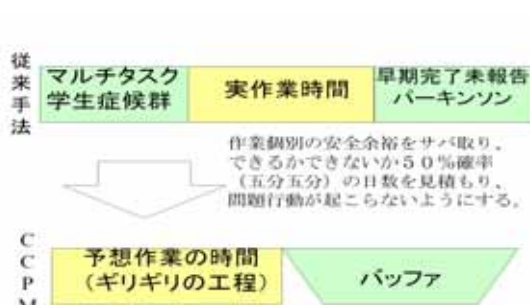 従来手法
マルチタスク
学生症候群
実作業時間
早期完了未報告
パーキンソン
作業個別の安全余裕をサバ取り、
できるかできないか50%確率
(五分五分)の日数を見積もり、
問題行動が起こらないようにする。
CCPM
予想作業の時間
(ギリギリの工程)
バッファ